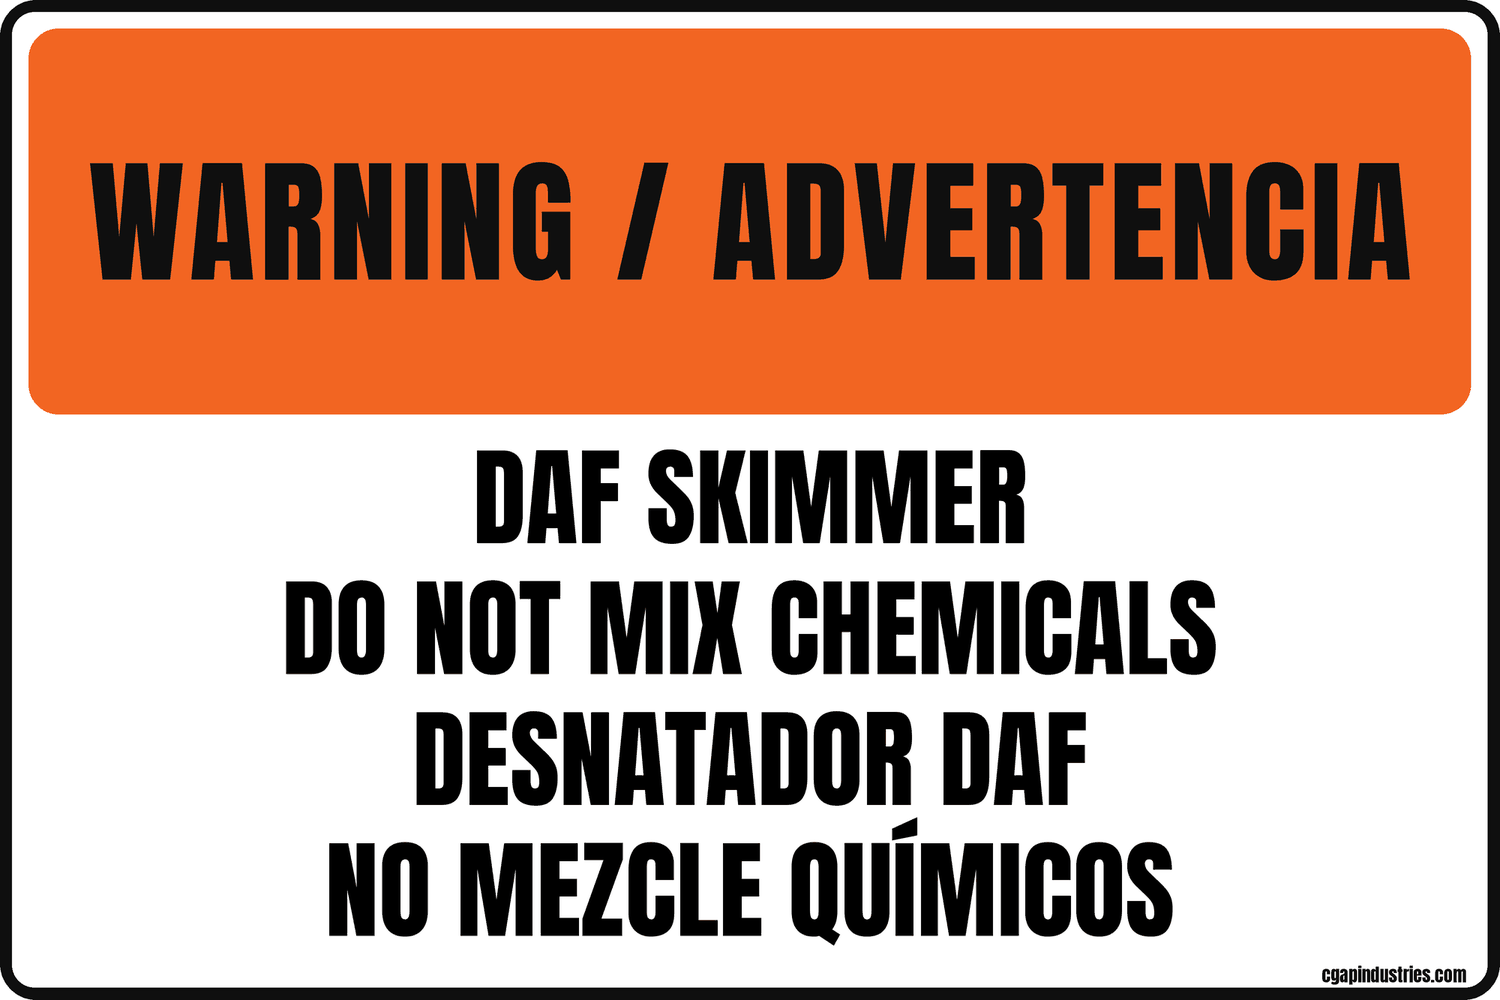 WARNING / ADVERTENCIA
DAF SKIMMER
DO NOT MIX CHEMICALS
DESNATADOR DAF
NO MEZCLE QUÍMICOS
cgapindustries.com